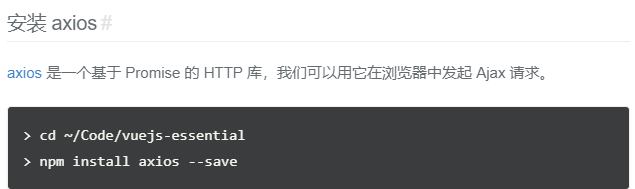 安装 axios #
axios 是一个基于 Promise 的 HTTP 库，我们可以用它在浏览器中发起 Ajax 请求。
> cd ~/Code/vuejs-essential
> npm install axios --save